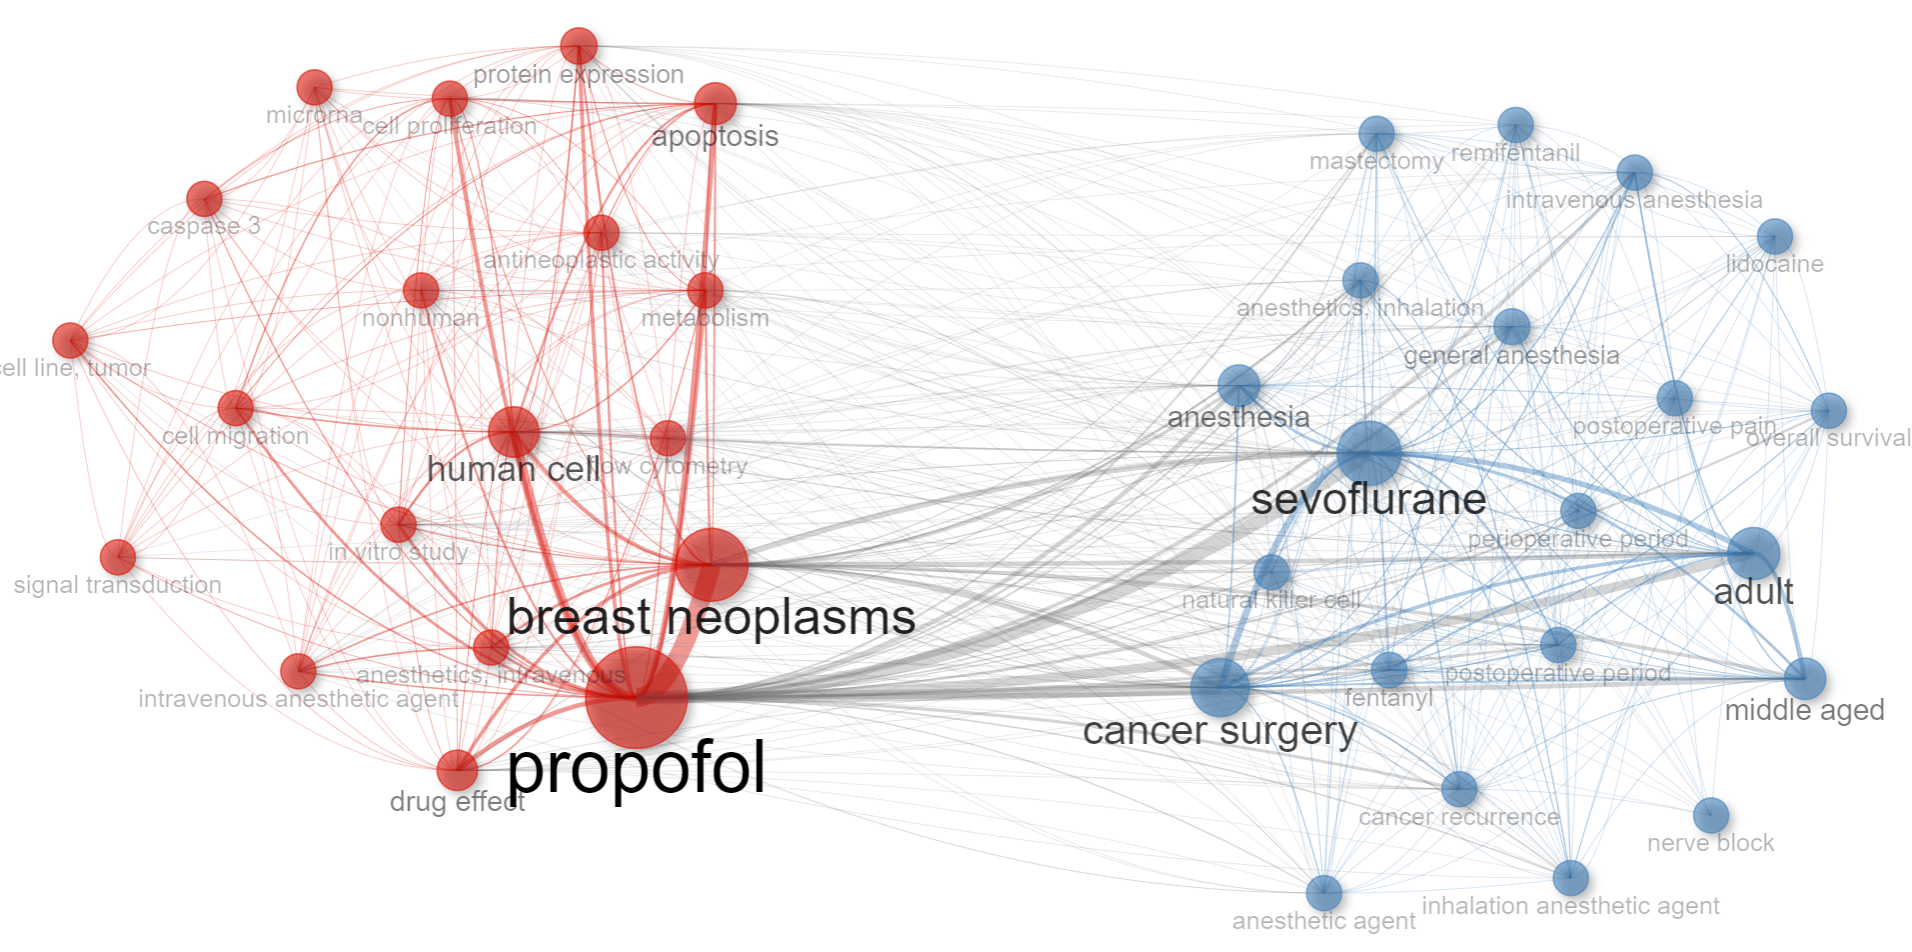 protein expression
microrna
cell proliferation
apoptosis
caspase 3
antineoplastic activity
nonhuman
metabolism
cell line, tumor
cell migration
human cell
flow cytometry
in vitro study
signal transduction
breast neoplasms
anesthetics, intravenous
intravenous anesthetic agent
propofol
drug effect
mastectomy
remifentanil
intravenous anesthesia
lidocaine
anesthetics, inhalation
general anesthesia
anesthesia
postoperative pain
overall survival
sevoflurane
perioperative period
adult
natural killer cell
postoperative period
fentanyl
middle aged
cancer surgery
cancer recurrence
nerve block
inhalation anesthetic agent
anesthetic agent